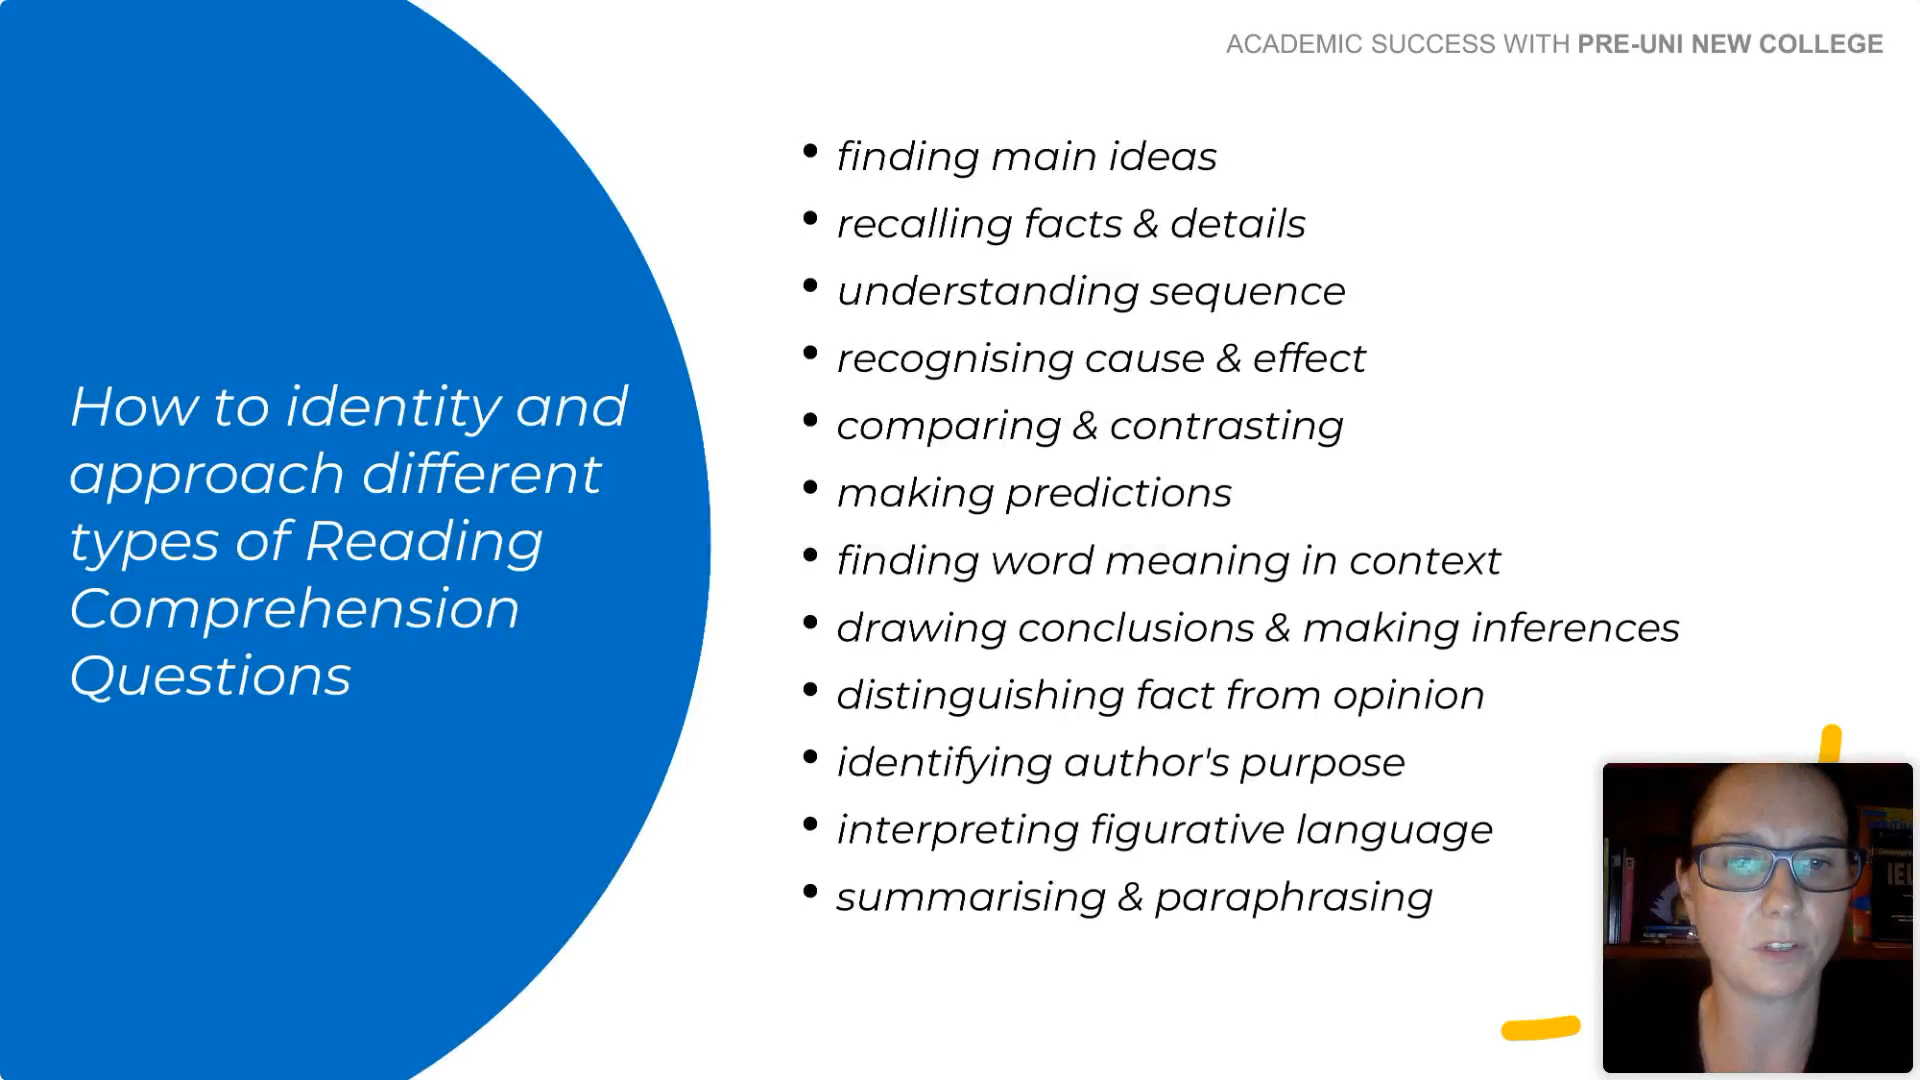 ACADEMIC SUCCESS WITH PRE-UNI NEW COLLEGE
How to identity and
approach different
types of Reading
Comprehension
Questions
• finding main ideas
• recalling facts & details
• understanding sequence
• recognising cause & effect
• comparing & contrasting
• making predictions
• finding word meaning in context
• drawing conclusions & making inferences
• distinguishing fact from opinion
• identifying author's purpose
• interpreting figurative language
• summarising & paraphrasing